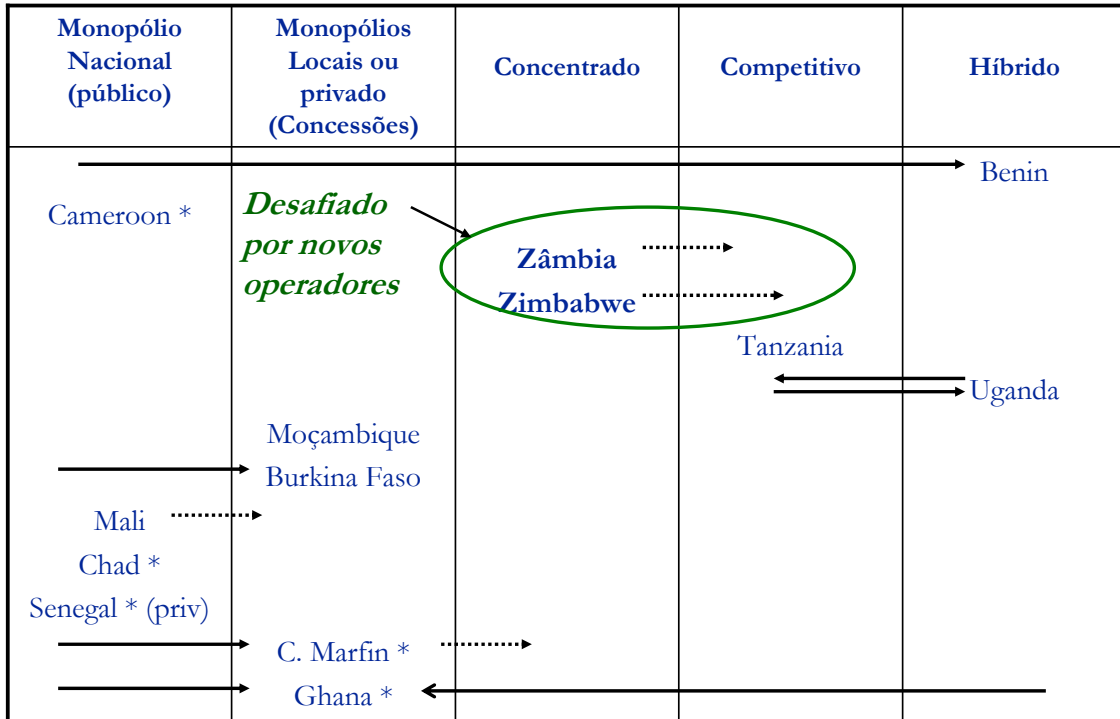 Monopólio
Nacional
(público)
Monopólios
Locais ou
privado
(Concessões)
Concentrado
Competitivo
Híbrido
Benin
Cameroon *
Desafiado
por novos
operadores
Zâmbia
Zimbabwe
Tanzania
Uganda
Moçambique
Burkina Faso
Mali
Chad *
Senegal * (priv)
C. Marfin *
Ghana *